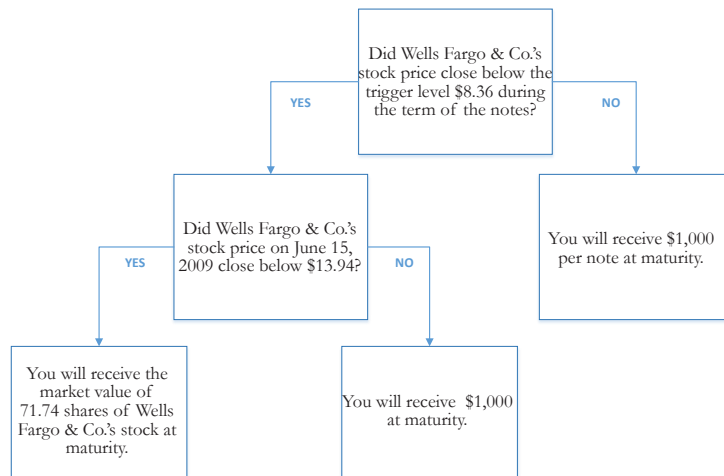 Did Wells Fargo & Co.'s
stock price close below the
trigger level $8.36 during
the term of the notes?
YES
NO
Did Wells Fargo & Co.'s
stock price on June 15,
2009 close below $13.94?
You will receive $1,000
per note at maturity.
YES
NO
You will receive the
market value of
71.74 shares of Wells
Fargo & Co.'s stock at
maturity.
You will receive $1,000
at maturity.